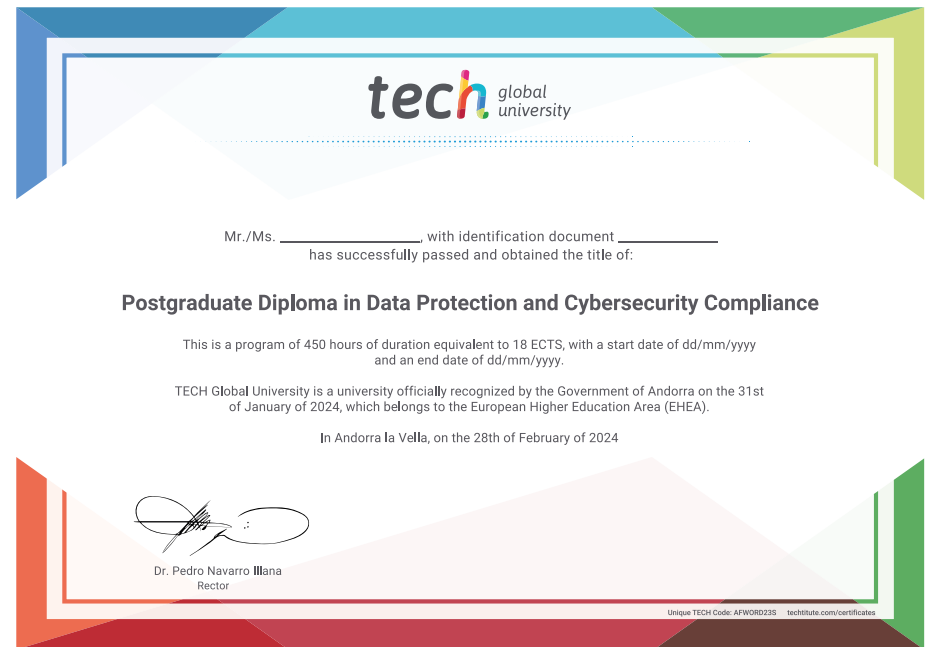 tech global university
Mr./Ms. ____________, with identification document ____________
has successfully passed and obtained the title of:
Postgraduate Diploma in Data Protection and Cybersecurity Compliance
This is a program of 450 hours of duration equivalent to 18 ECTS, with a start date of dd/mm/yyyy
and an end date of dd/mm/yyyy.
TECH Global University is a university officially recognized by the Government of Andorra on the 31st
of January of 2024, which belongs to the European Higher Education Area (EHEA).
In Andorra la Vella, on the 28th of February of 2024
Dr. Pedro Navarro Illana
Rector
Unique TECH Code: AFWORD23S techtitute.com/certificates